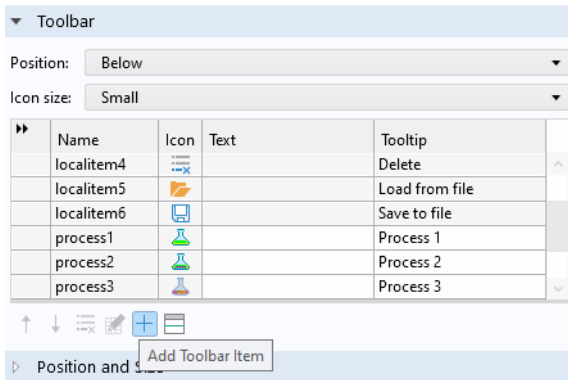 Toolbar
Position: Below
Icon size: Small
Name Icon Text Tooltip
localitem4 Delete
localitem5 Load from file
localitem6 Save to file
process1 Process 1
process2 Process 2
process3 Process 3
Add Toolbar Item
Position and Size